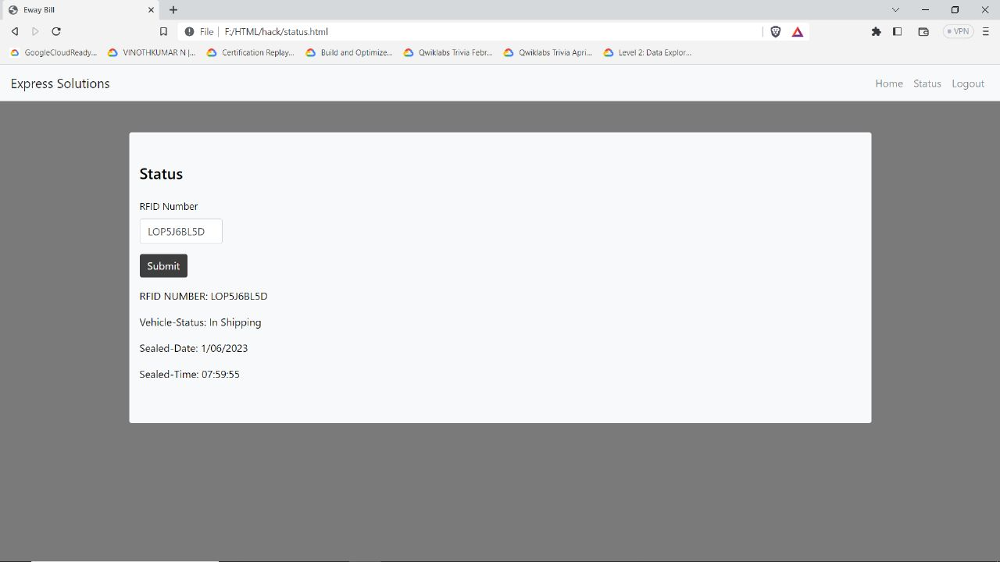 Eway Bill
File F:/HTML/hack/status.html VPN
GoogleCloudReady... VINOTHKUMAR N |... Certification Replay... Build and Optimize... Qwiklabs Trivia Febr... Qwiklabs Trivia Apri... Level 2: Data Explor...
Express Solutions Home Status Logout
Status
RFID Number
LOP5J6BL5D
Submit
RFID NUMBER: LOP5J6BL5D
Vehicle-Status: In Shipping
Sealed-Date: 1/06/2023
Sealed-Time: 07:59:55